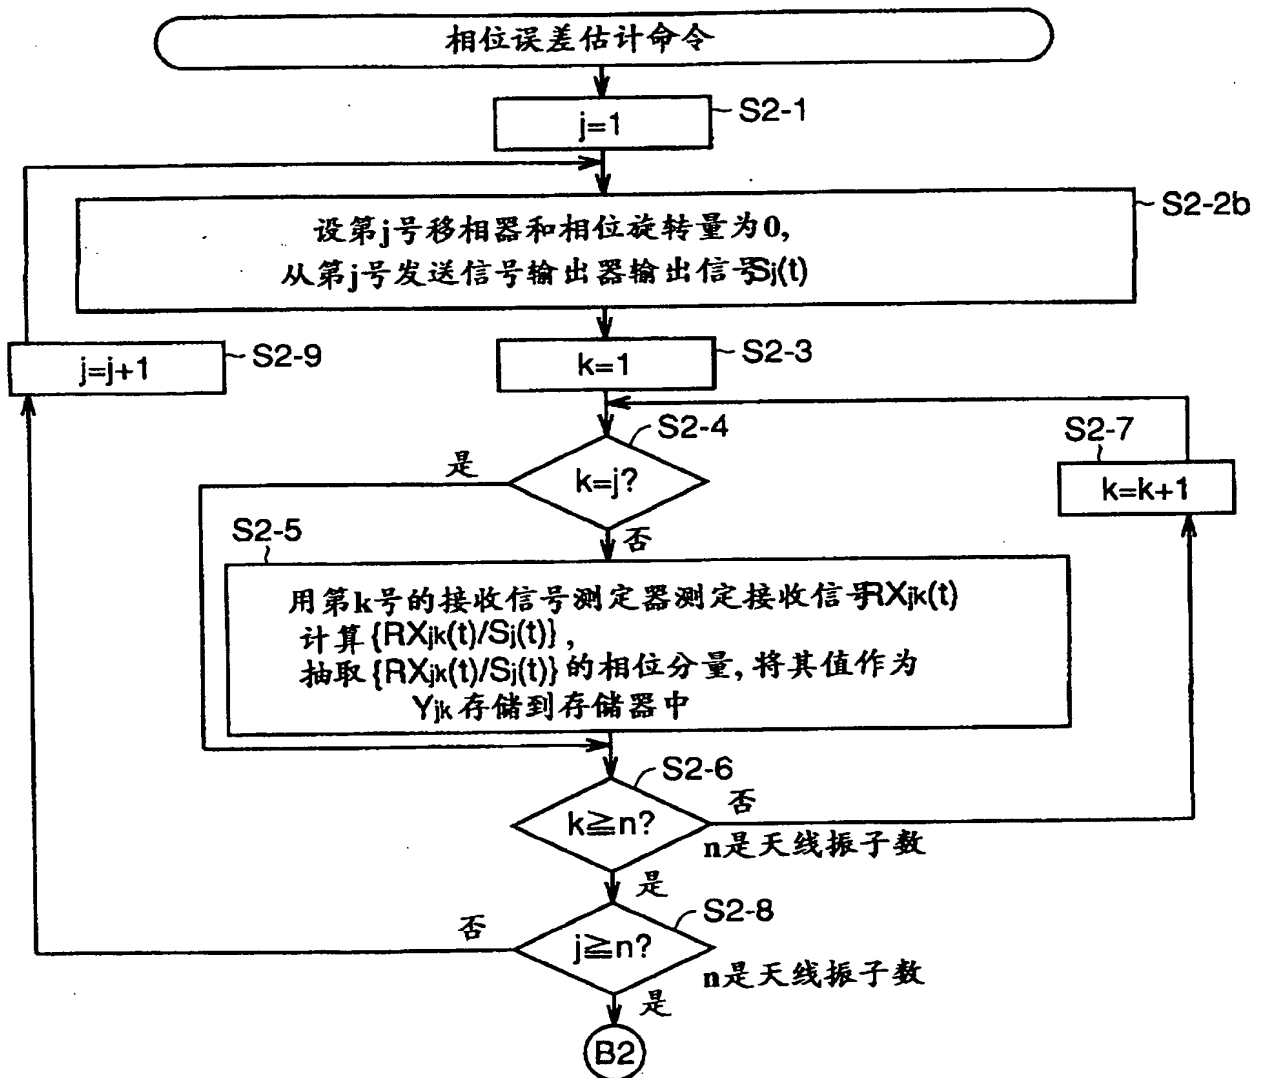 相位误差估计命令
j=1
S2-1
设第j号移相器和相位旋转量为0,
从第j号发送信号输出器输出信号Sj(t)
S2-2b
j=j+1
S2-9
k=1
S2-3
S2-4
k=j?
是
否
S2-7
k=k+1
S2-5
用第k号的接收信号测定器测定接收信号RXjk(t)
计算{RXjk(t)/Sj(t)},
抽取{RXjk(t)/Sj(t)}的相位分量,将其值作为
Yjk存储到存储器中
S2-6
k≧n?
否
n是天线振子数
是
S2-8
j≧n?
否
n是天线振子数
是
B2